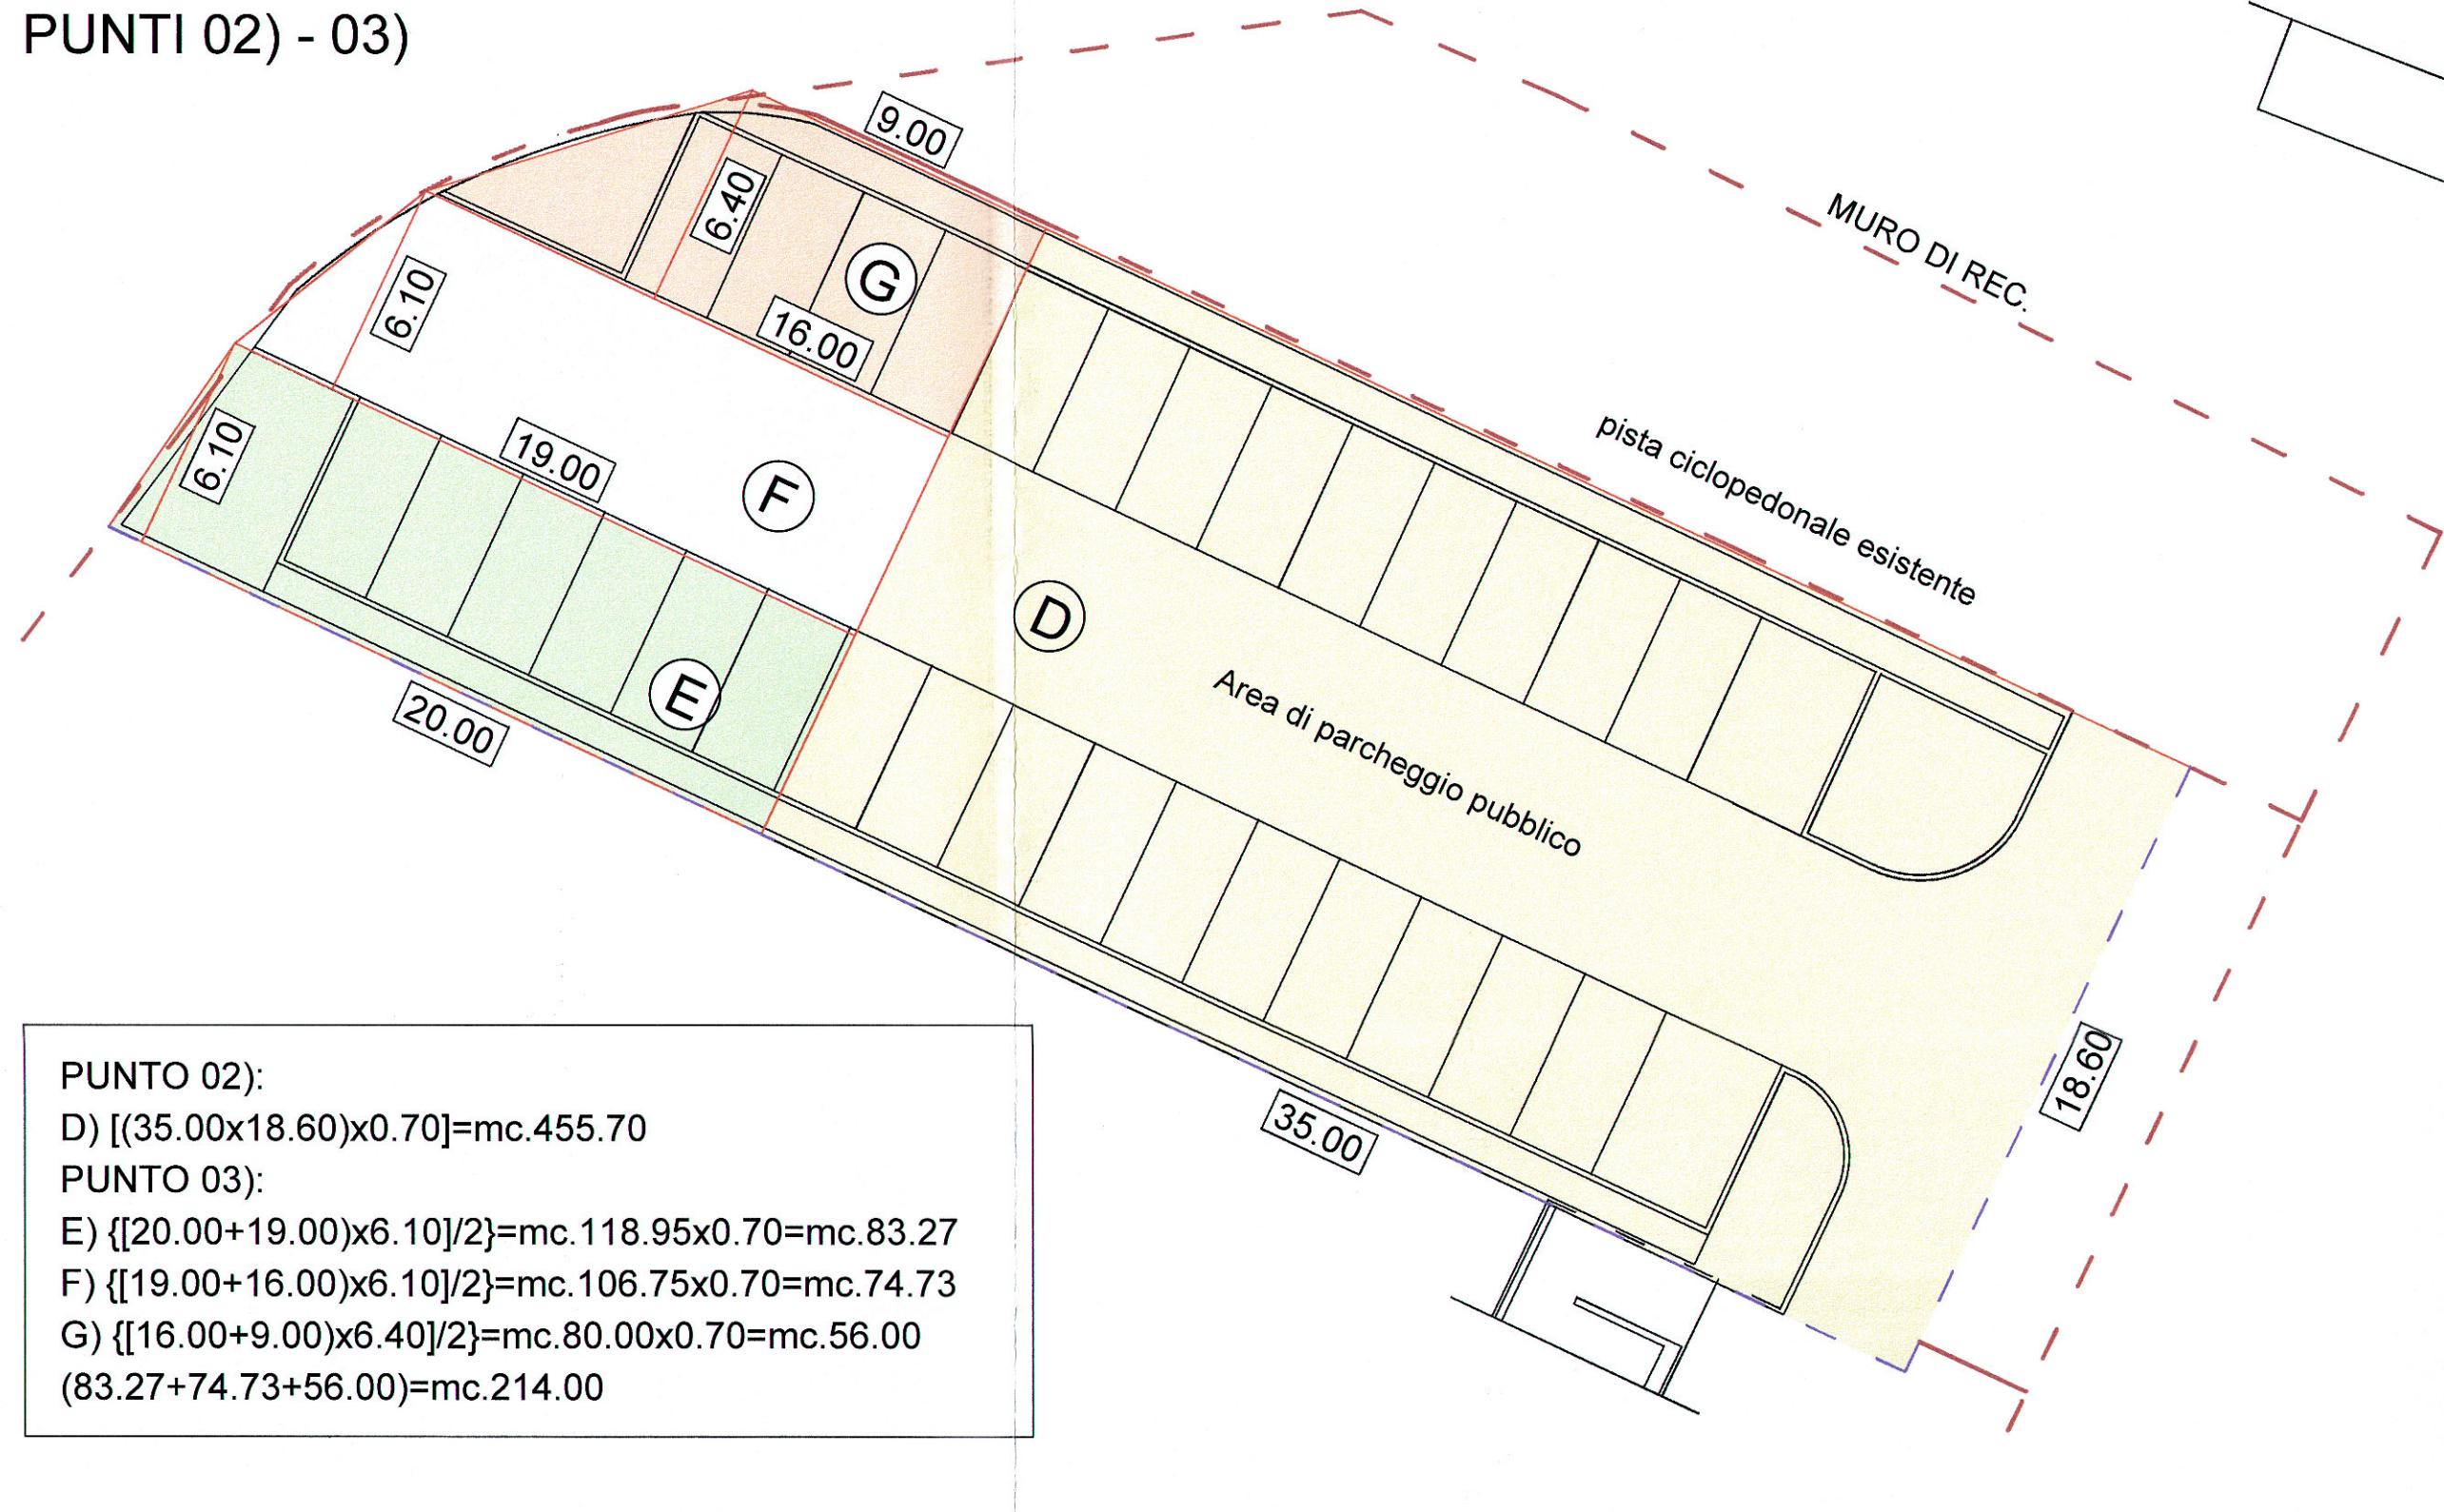 PUNTI 02) - 03)
9.00
6.40
G
MURO DI REC.
6.10
16.00
pista ciclopedonale esistente
6.10
19.00
F
D
E
Area di parcheggio pubblico
20.00
18.60
35.00
PUNTO 02):
D) [(35.00x18.60)x0.70]=mc.455.70
PUNTO 03):
E) {[20.00+19.00)x6.10]/2}=mc.118.95x0.70=mc.83.27
F) {[19.00+16.00)x6.10]/2}=mc.106.75x0.70=mc.74.73
G) {[16.00+9.00)x6.40]/2}=mc.80.00x0.70=mc.56.00
(83.27+74.73+56.00)=mc.214.00